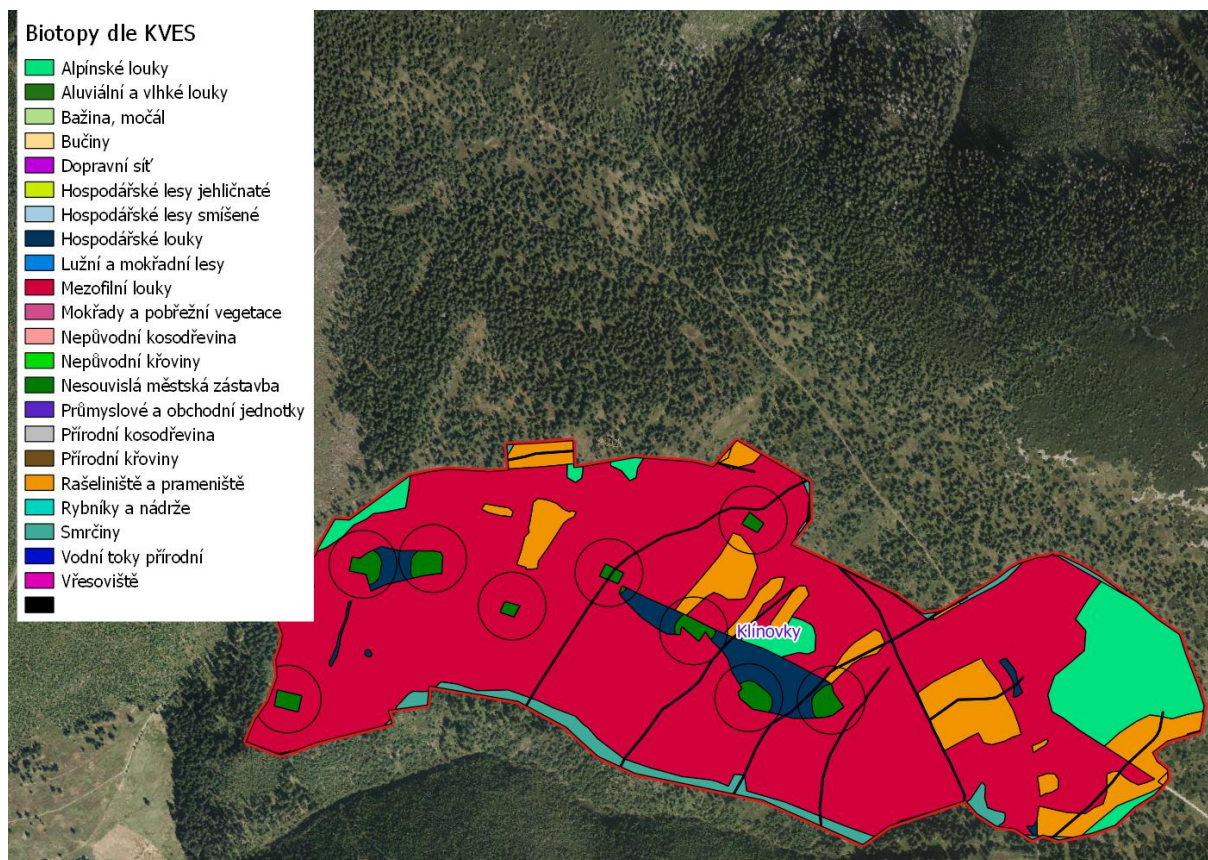 Biotopy dle KVES
Alpínské louky
Aluviální a vlhké louky
Bažina, močál
Bučiny
Dopravní síť
Hospodářské lesy jehličnaté
Hospodářské lesy smíšené
Hospodářské louky
Lužní a mokřadní lesy
Mezofilní louky
Mokřady a pobřežní vegetace
Nepůvodní kosodřevina
Nepůvodní křoviny
Nesouvislá městská zástavba
Průmyslové a obchodní jednotky
Přírodní kosodřevina
Přírodní křoviny
Rašeliniště a prameniště
Rybníky a nádrže
Smrčiny
Vodní toky přírodní
Vřesoviště
Klínovky